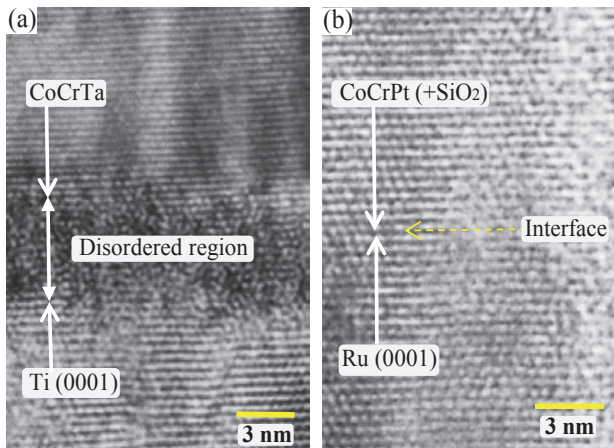 (a)
CoCrTa
Disordered region
Ti (0001)
3 nm
(b)
CoCrPt (+SiO₂)
Interface
Ru (0001)
3 nm